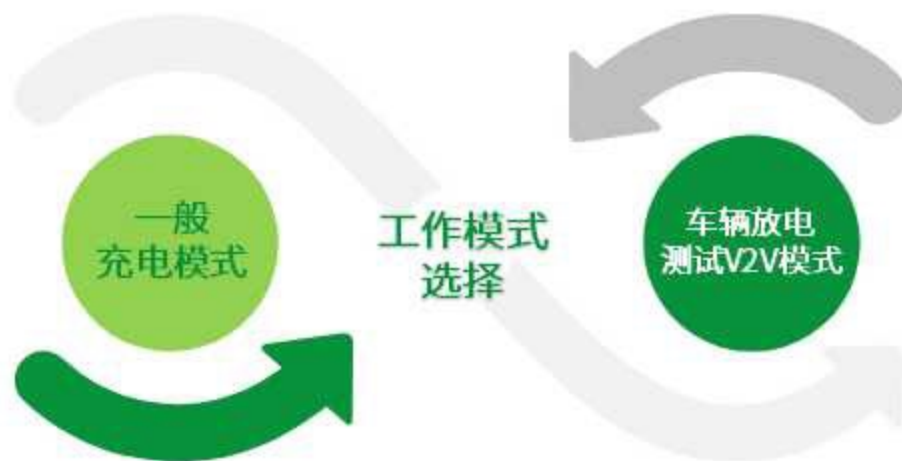 一般
充电模式
工作模式
选择
车辆放电
测试V2V模式